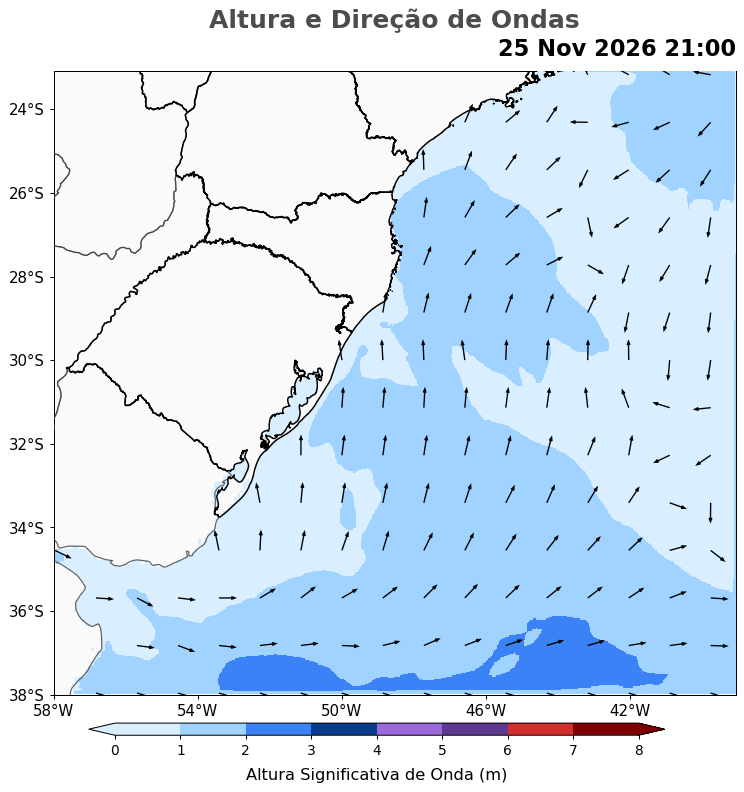 Altura e Direção de Ondas
25 Nov 2026 21:00
24°S
26°S
28°S
30°S
32°S
34°S
36°S
38°S
58°W 54°W 50°W 46°W 42°W
0 1 2 3 4 5 6 7 8
Altura Significativa de Onda (m)